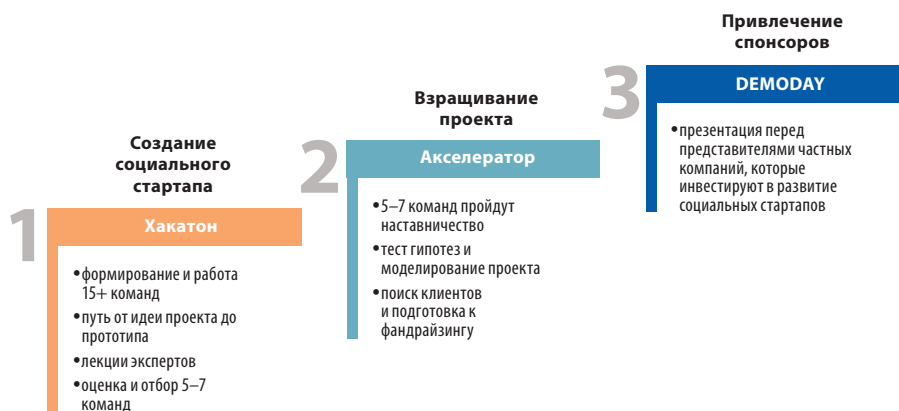 Создание
социального
стартапа
1
Хакатон
•формирование и работа
15+ команд
•путь от идеи проекта до
прототипа
•лекции экспертов
•оценка и отбор 5–7
команд
Взращивание
проекта
2
Акселератор
•5–7 команд пройдут
наставничество
•тест гипотез и
моделирование проекта
•поиск клиентов
и подготовка к
фандрайзингу
Привлечение
спонсоров
3
DEMODAY
•презентация перед
представителями частных
компаний, которые
инвестируют в развитие
социальных стартапов